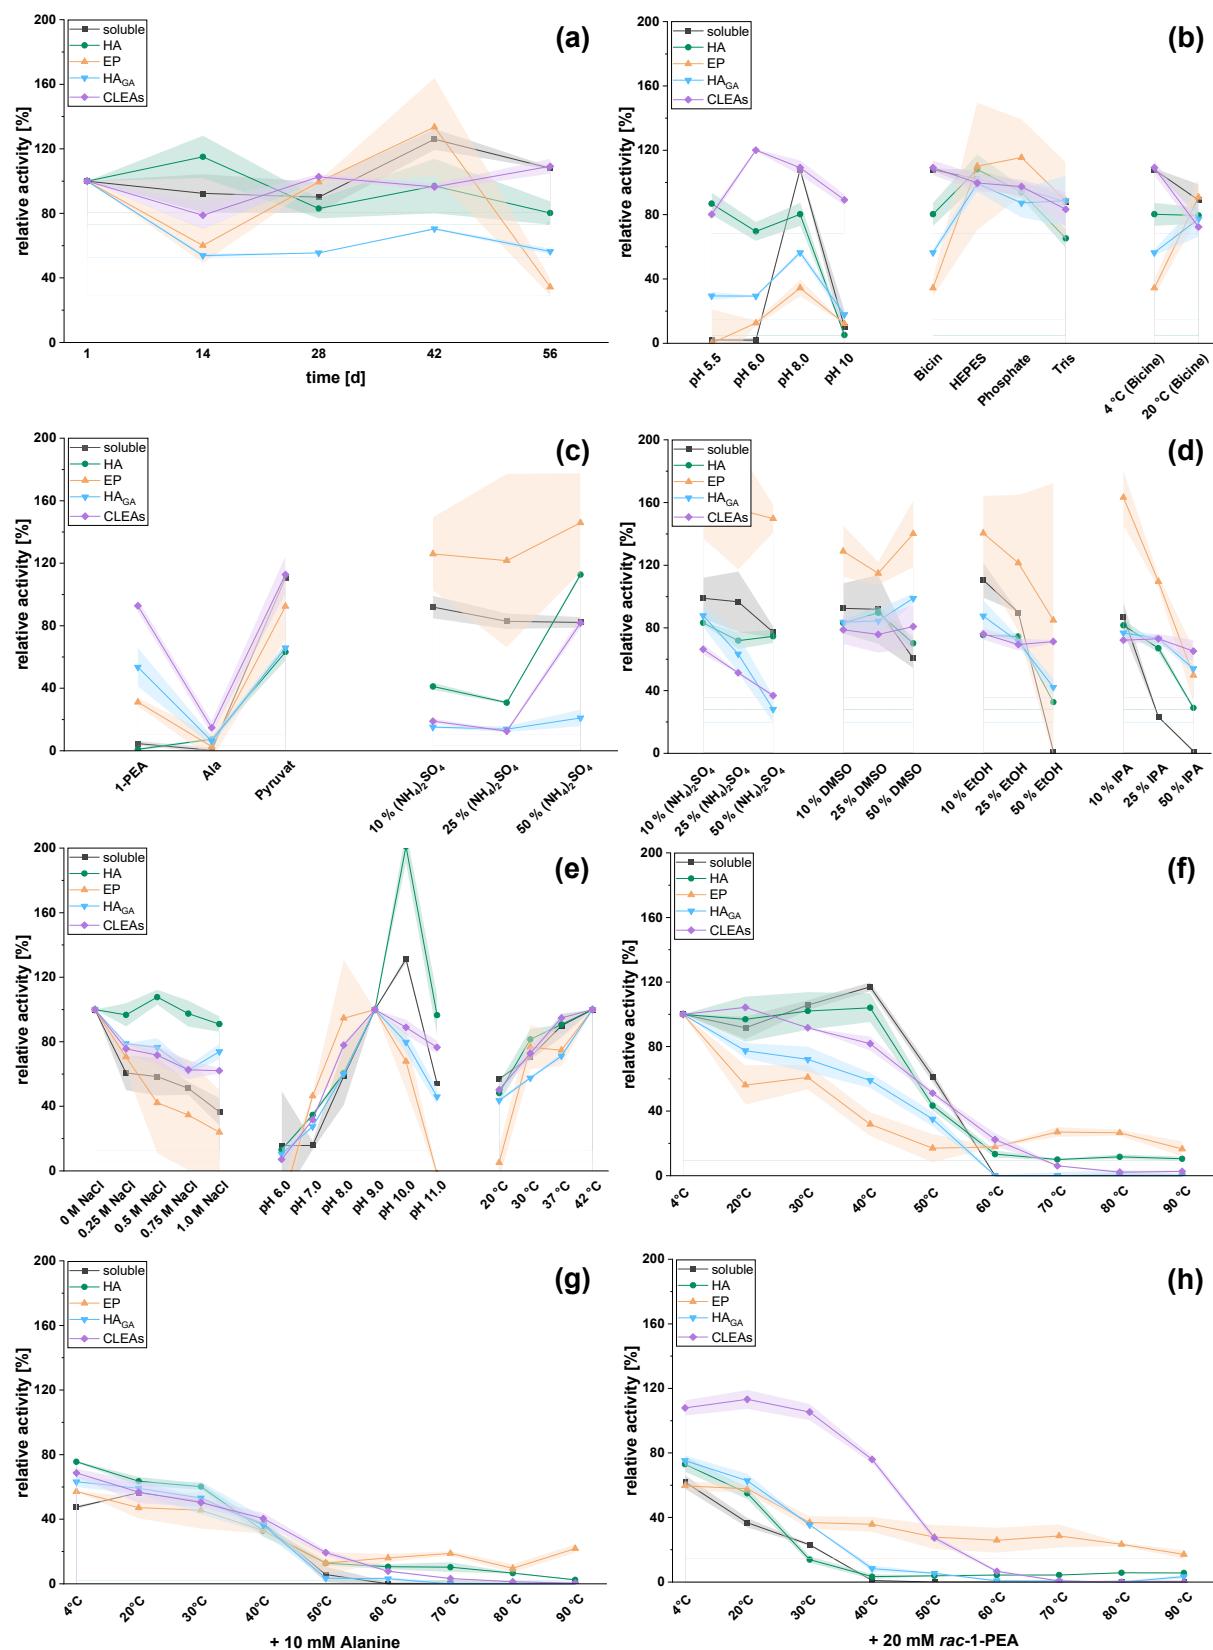 (a)
soluble
HA
EP
HA_GA
CLEAs
relative activity [%]
200
160
120
80
40
0
1 14 28 42 56
time [d]
(b)
soluble
HA
EP
HA_GA
CLEAs
relative activity [%]
200
160
120
80
40
0
pH 5.5 pH 6.0 pH 8.0 pH 10 Bicin HEPES Phosphate Tris 4 °C (Bicine) 20 °C (Bicine)
(c)
soluble
HA
EP
HA_GA
CLEAs
relative activity [%]
200
160
120
80
40
0
1-PEA Ala Pyruvat 10 % (NH₄)₂SO₄ 25 % (NH₄)₂SO₄ 50 % (NH₄)₂SO₄
(d)
soluble
HA
EP
HA_GA
CLEAs
relative activity [%]
200
160
120
80
40
0
10 % (NH₄)₂SO₄ 25 % (NH₄)₂SO₄ 50 % (NH₄)₂SO₄ 10 % DMSO 25 % DMSO 50 % DMSO 10 % EtOH 25 % EtOH 50 % EtOH 10 % IPA 25 % IPA 50 % IPA
(e)
soluble
HA
EP
HA_GA
CLEAs
relative activity [%]
200
160
120
80
40
0
0 M NaCl 0.25 M NaCl 0.5 M NaCl 0.75 M NaCl 1.0 M NaCl pH 6.0 pH 7.0 pH 8.0 pH 9.0 pH 10.0 pH 11.0 20 °C 30 °C 37 °C 42 °C
(f)
soluble
HA
EP
HA_GA
CLEAs
relative activity [%]
200
160
120
80
40
0
4°C 20°C 30°C 40°C 50°C 60°C 70°C 80°C 90°C
(g)
soluble
HA
EP
HA_GA
CLEAs
relative activity [%]
200
160
120
80
40
0
4°C 20°C 30°C 40°C 50°C 60°C 70°C 80°C 90°C
+ 10 mM Alanine
(h)
soluble
HA
EP
HA_GA
CLEAs
relative activity [%]
200
160
120
80
40
0
4°C 20°C 30°C 40°C 50°C 60°C 70°C 80°C 90°C
+ 20 mM rac-1-PEA